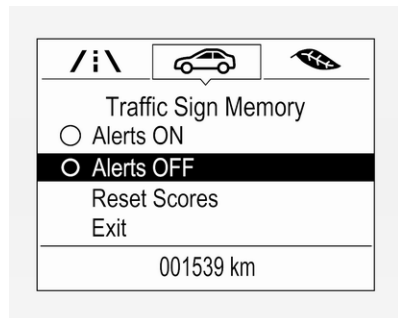 Traffic Sign Memory
Alerts ON
Alerts OFF
Reset Scores
Exit
001539 km